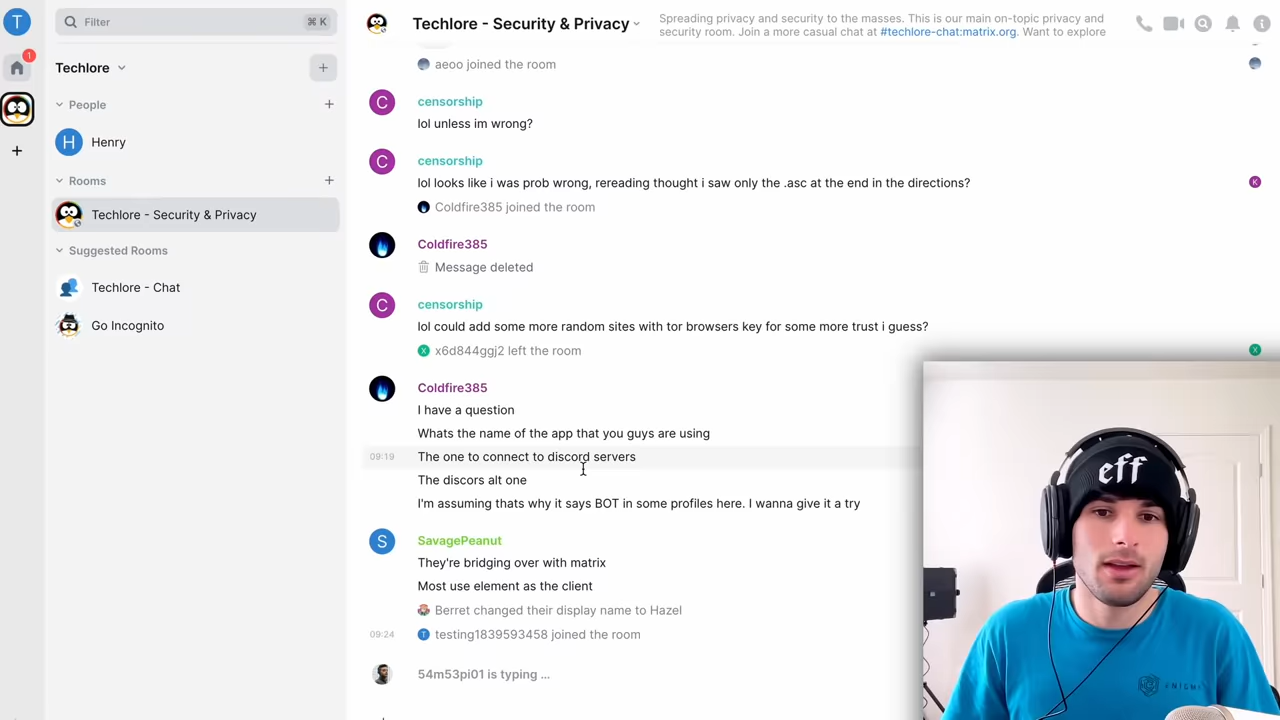 T
Filter
⌘ K
Techlore - Security & Privacy
Spreading privacy and security to the masses. This is our main on-topic privacy and
security room. Join a more casual chat at #techlore-chat:matrix.org. Want to explore
1
Techlore
People
H
Henry
Rooms
Techlore - Security & Privacy
Suggested Rooms
Techlore - Chat
Go Incognito
aeoo joined the room
C
censorship
lol unless im wrong?
C
censorship
lol looks like i was prob wrong, rereading thought i saw only the .asc at the end in the directions?
K
Coldfire385 joined the room
Coldfire385
Message deleted
C
censorship
lol could add some more random sites with tor browsers key for some more trust i guess?
X
x6d844ggj2 left the room
X
Coldfire385
I have a question
Whats the name of the app that you guys are using
09:19
The one to connect to discord servers
The discors alt one
I'm assuming thats why it says BOT in some profiles here. I wanna give it a try
S
SavagePeanut
They're bridging over with matrix
Most use element as the client
Berret changed their display name to Hazel
09:24
T
testing1839593458 joined the room
54m53pi01 is typing ...
eff